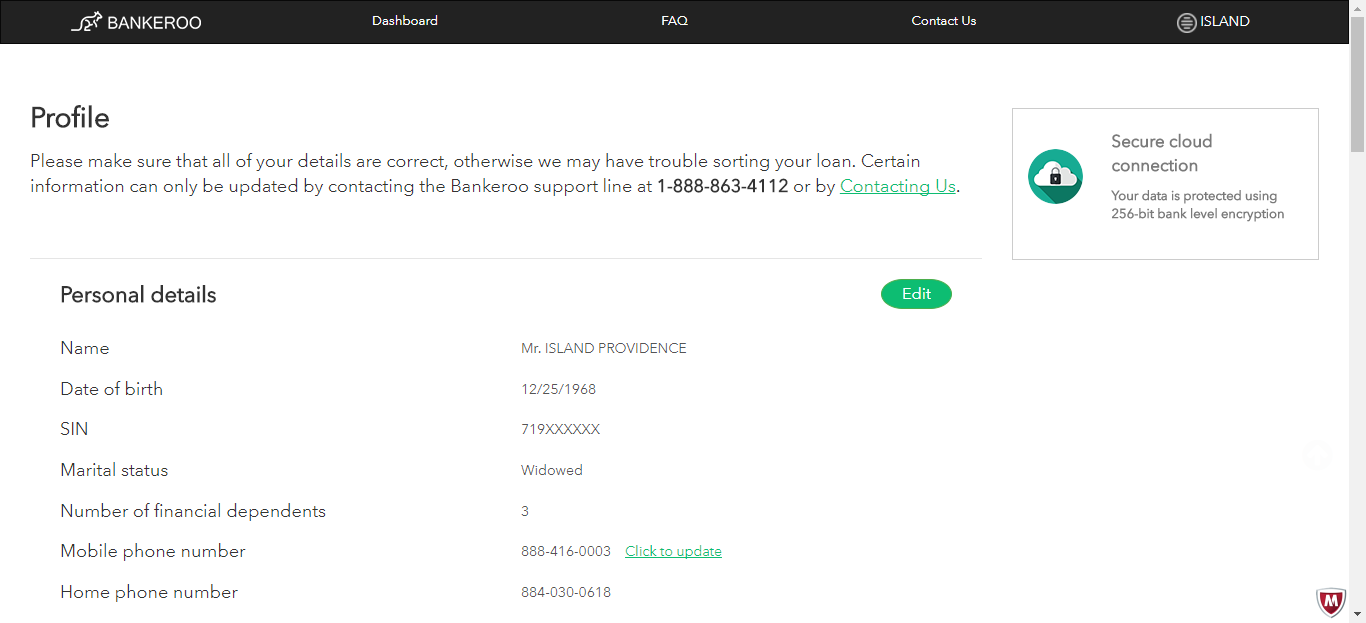 BANKEROO
Dashboard
FAQ
Contact Us
ISLAND
Profile
Please make sure that all of your details are correct, otherwise we may have trouble sorting your loan. Certain
information can only be updated by contacting the Bankeroo support line at 1-888-863-4112 or by Contacting Us.
Secure cloud
connection
Your data is protected using
256-bit bank level encryption
Personal details
Edit
Name
Mr. ISLAND PROVIDENCE
Date of birth
12/25/1968
SIN
719XXXXXX
Marital status
Widowed
Number of financial dependents
3
Mobile phone number
888-416-0003 Click to update
Home phone number
884-030-0618